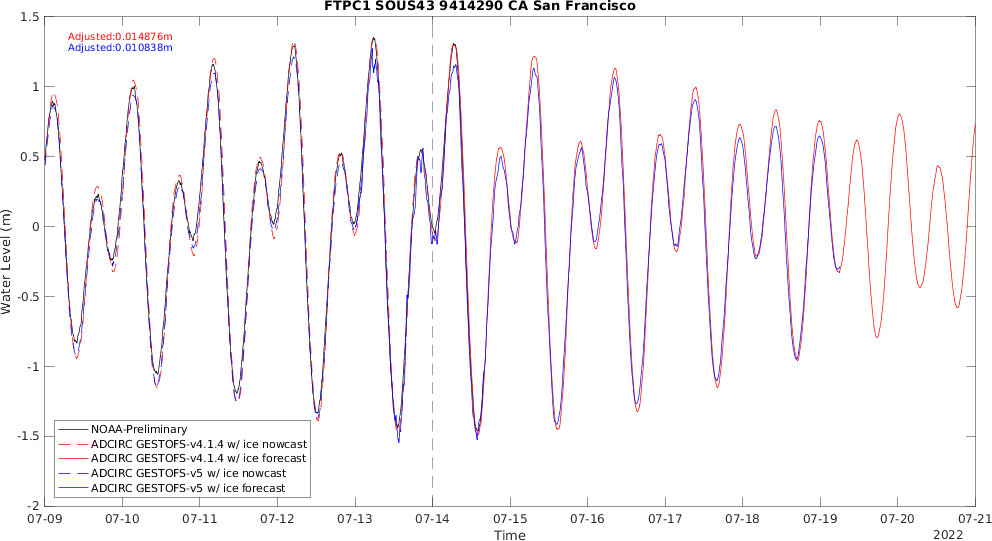 FTPC1 SOUS43 9414290 CA San Francisco
Adjusted:0.014876m
Adjusted:0.010838m
Water Level (m)
1.5
1
0.5
0
-0.5
-1
-1.5
-2
NOAA-Preliminary
ADCIRC GESTOFS-v4.1.4 w/ ice nowcast
ADCIRC GESTOFS-v4.1.4 w/ ice forecast
ADCIRC GESTOFS-v5 w/ ice nowcast
ADCIRC GESTOFS-v5 w/ ice forecast
07-09 07-10 07-11 07-12 07-13 07-14 07-15 07-16 07-17 07-18 07-19 07-20 07-21
Time
2022